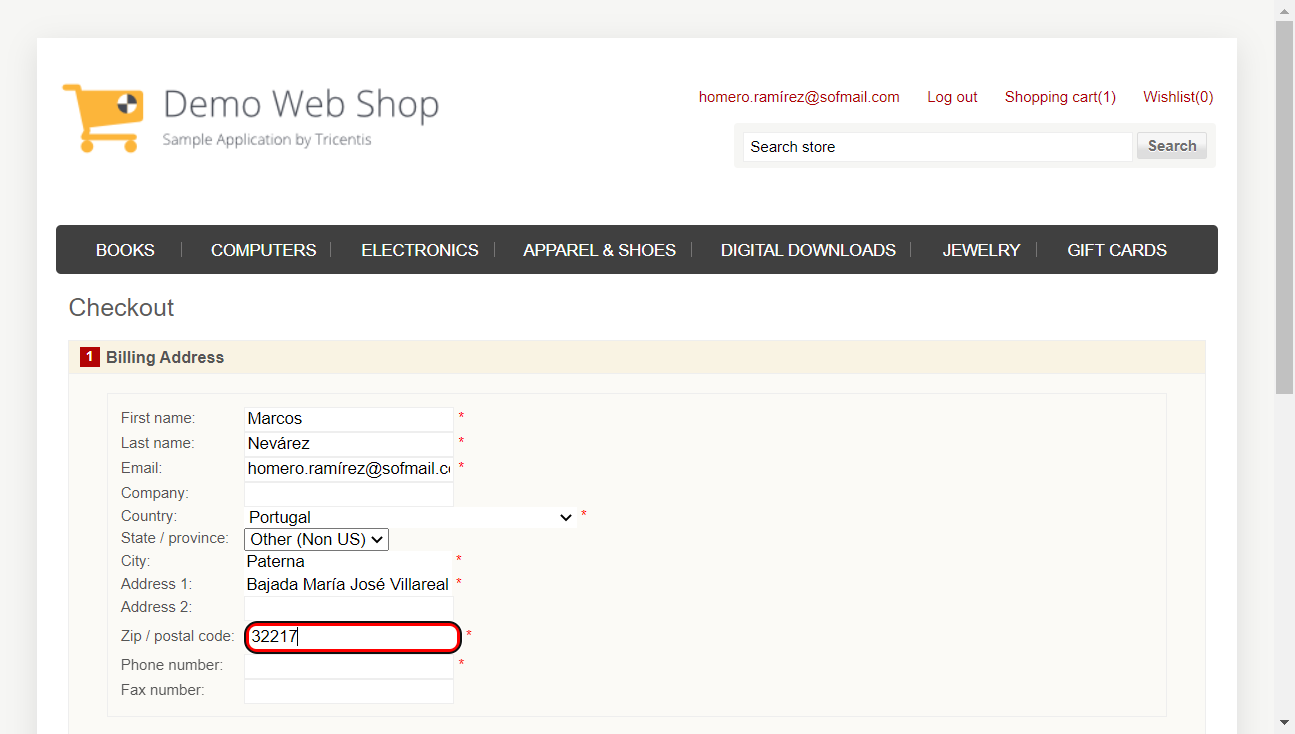 Demo Web Shop
Sample Application by Tricentis
homero.ramírez@sofmail.com Log out Shopping cart(1) Wishlist(0)
Search store Search
BOOKS COMPUTERS ELECTRONICS APPAREL & SHOES DIGITAL DOWNLOADS JEWELRY GIFT CARDS
Checkout
1 Billing Address
First name: Marcos *
Last name: Nevárez *
Email: homero.ramírez@sofmail.co *
Company:
Country: Portugal *
State / province: Other (Non US)
City: Paterna *
Address 1: Bajada María José Villareal *
Address 2:
Zip / postal code: 32217 *
Phone number: *
Fax number: